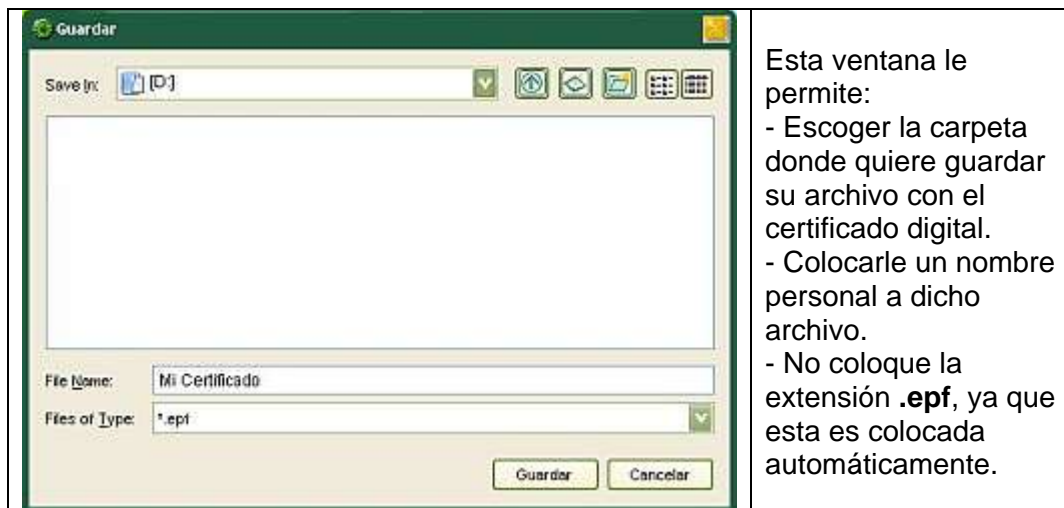 Guardar
Save In: [D:]
File Name: Mi Certificado
Files of Type: *.epf
Guardar Cancelar
Esta ventana le
permite:
- Escoger la carpeta
donde quiere guardar
su archivo con el
certificado digital.
- Colocarle un nombre
personal a dicho
archivo.
- No coloque la
extensión .epf, ya que
esta es colocada
automáticamente.